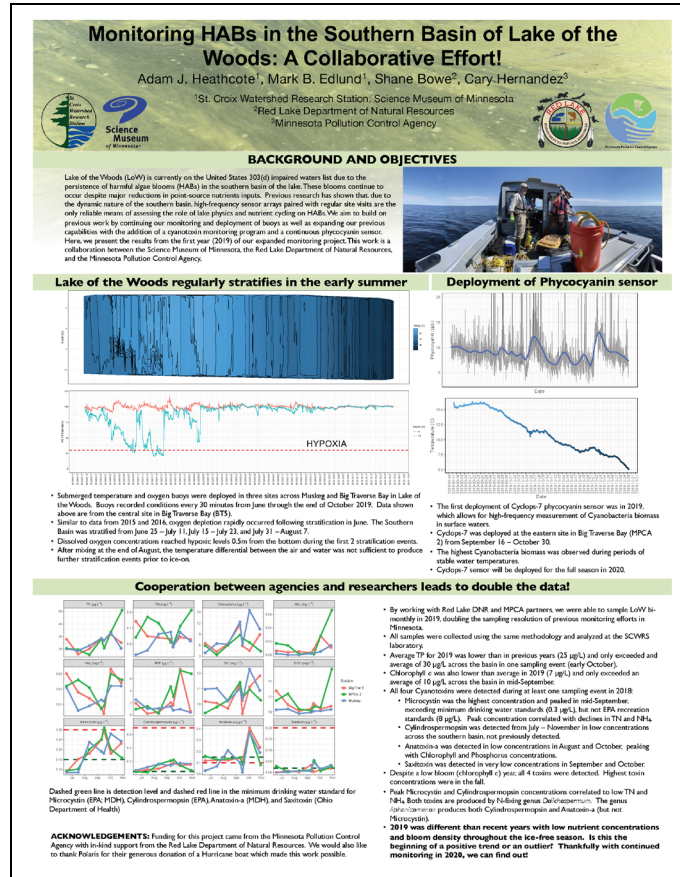 Monitoring HABs in the Southern Basin of Lake of the
Woods: A Collaborative Effort!
Adam J. Heathcote1, Mark B. Edlund1, Shane Bowe2, Cary Hernandez3
1St. Croix Watershed Research Station, Science Museum of Minnesota
2Red Lake Department of Natural Resources
3Minnesota Pollution Control Agency
St
Croix
Watershed
Research
Station
Science
Museum
of Minnesota
RED LAKE
Minnesota Pollution Control Agency
BACKGROUND AND OBJECTIVES
Lake of the Woods (LoW) is currently on the United States 303(d) impaired waters list due to the
persistence of harmful algae blooms (HABs) in the southern basin of the lake. These blooms continue to
occur despite major reductions in point-source nutrients inputs. Previous research has shown that, due to
the dynamic nature of the southern basin, high-frequency sensor arrays paired with regular site visits are the
only reliable means of assessing the role of lake physics and nutrient cycling on HABs. We aim to build on
previous work by continuing our monitoring and deployment of buoys as well as expanding our previous
capabilities with the addition of a cyanotoxin monitoring program and a continuous phycocyanin sensor.
Here, we present the results from the first year (2019) of our expanded monitoring project. This work is a
collaboration between the Science Museum of Minnesota, the Red Lake Department of Natural Resources,
and the Minnesota Pollution Control Agency.
Lake of the Woods regularly stratifies in the early summer
HYPOXIA
• Submerged temperature and oxygen buoys were deployed in three sites across Muskeg and Big Traverse Bay in Lake of
the Woods. Buoys recorded conditions every 30 minutes from June through the end of October 2019. Data shown
above are from the central site in Big Traverse Bay (BT5).
• Similar to data from 2015 and 2016, oxygen depletion rapidly occurred following stratification in June. The Southern
Basin was stratified from June 25 – July 11, July 15 – July 23, and July 31 – August 7.
• Dissolved oxygen concentrations reached hypoxic levels 0.5m from the bottom during the first 2 stratification events.
• After mixing at the end of August, the temperature differential between the air and water was not sufficient to produce
further stratification events prior to ice-on.
Deployment of Phycocyanin sensor
Date
Temperature (C)
Date
• The first deployment of Cyclops-7 phycocyanin sensor was in 2019,
which allows for high-frequency measurement of Cyanobacteria biomass
in surface waters.
• Cyclops-7 was deployed at the eastern site in Big Traverse Bay (MPCA
2) from September 16 – October 30.
• The highest Cyanobacteria biomass was observed during periods of
stable water temperatures.
• Cyclops-7 sensor will be deployed for the full season in 2020.
Cooperation between agencies and researchers leads to double the data!
Dashed green line is detection level and dashed red line in the minimum drinking water standard for
Microcystin (EPA; MDH), Cylindrospermopsin (EPA), Anatoxin-a (MDH), and Saxitoxin (Ohio
Department of Health)
ACKNOWLEDGEMENTS: Funding for this project came from the Minnesota Pollution Control
Agency with in-kind support from the Red Lake Department of Natural Resources. We would also like
to thank Polaris for their generous donation of a Hurricane boat which made this work possible.
• By working with Red Lake DNR and MPCA partners, we were able to sample LoW bi-
monthly in 2019, doubling the sampling resolution of previous monitoring efforts in
Minnesota.
• All samples were collected using the same methodology and analyzed at the SCWRS
laboratory.
• Average TP for 2019 was lower than in previous years (25 µg/L) and only exceeded and
average of 30 µg/L across the basin in one sampling event (early October).
• Chlorophyll c was also lower than average in 2019 (7 µg/L) and only exceeded an
average of 10 µg/L across the basin in mid-September.
• All four Cyanotoxins were detected during at least one sampling event in 2018:
• Microcystin was the highest concentration and peaked in mid-September,
exceeding minimum drinking water standards (0.3 µg/L), but not EPA recreation
standards (8 µg/L). Peak concentration correlated with declines in TN and NH4.
• Cylindrospermopsin was detected from July – November in low concentrations
across the southern basin, not previously detected.
• Anatoxin-a was detected in low concentrations in August and October, peaking
with Chlorophyll and Phosphorus concentrations.
• Saxitoxin was detected in very low concentrations in September and October.
• Despite a low bloom (chlorophyll c) year, all 4 toxins were detected. Highest toxin
concentrations were in the fall.
• Peak Microcystin and Cylindrospermopsin concentrations correlated to low TN and
NH4. Both toxins are produced by N-fixing genus Dolichospermum. The genus
Aphanizomenon produces both Cylindrospermopsin and Anatoxin-a (but not
Microcystin).
• 2019 was different than recent years with low nutrient concentrations
and bloom density throughout the ice-free season. Is this the
beginning of a positive trend or an outlier? Thankfully with continued
monitoring in 2020, we can find out!